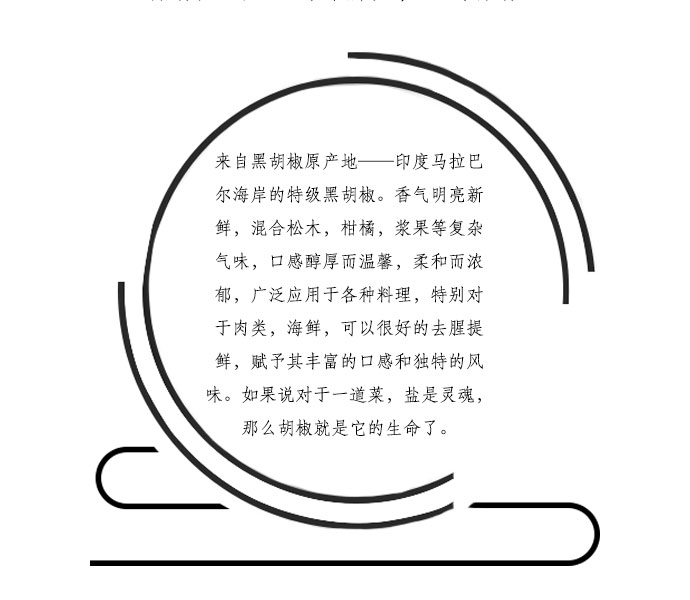 来自黑胡椒原产地——印度马拉巴
尔海岸的特级黑胡椒。香气明亮新
鲜，混合松木，柑橘，浆果等复杂
气味，口感醇厚而温馨，柔和而浓
郁，广泛应用于各种料理，特别对
于肉类，海鲜，可以很好的去腥提
鲜，赋予其丰富的口感和独特的风
味。如果说对于一道菜，盐是灵魂，
那么胡椒就是它的生命了。